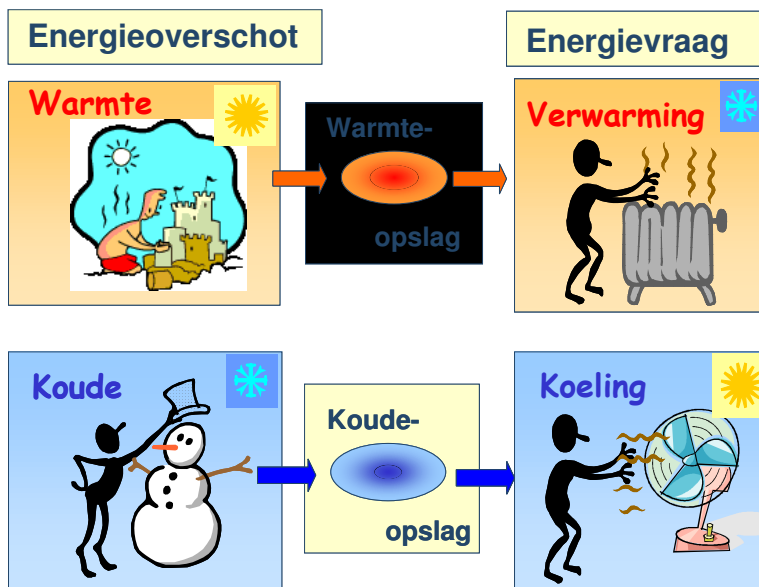 Energieoverschot
Energievraag
Warmte
Warmte-
opslag
Verwarming
Koude
Koude-
opslag
Koeling